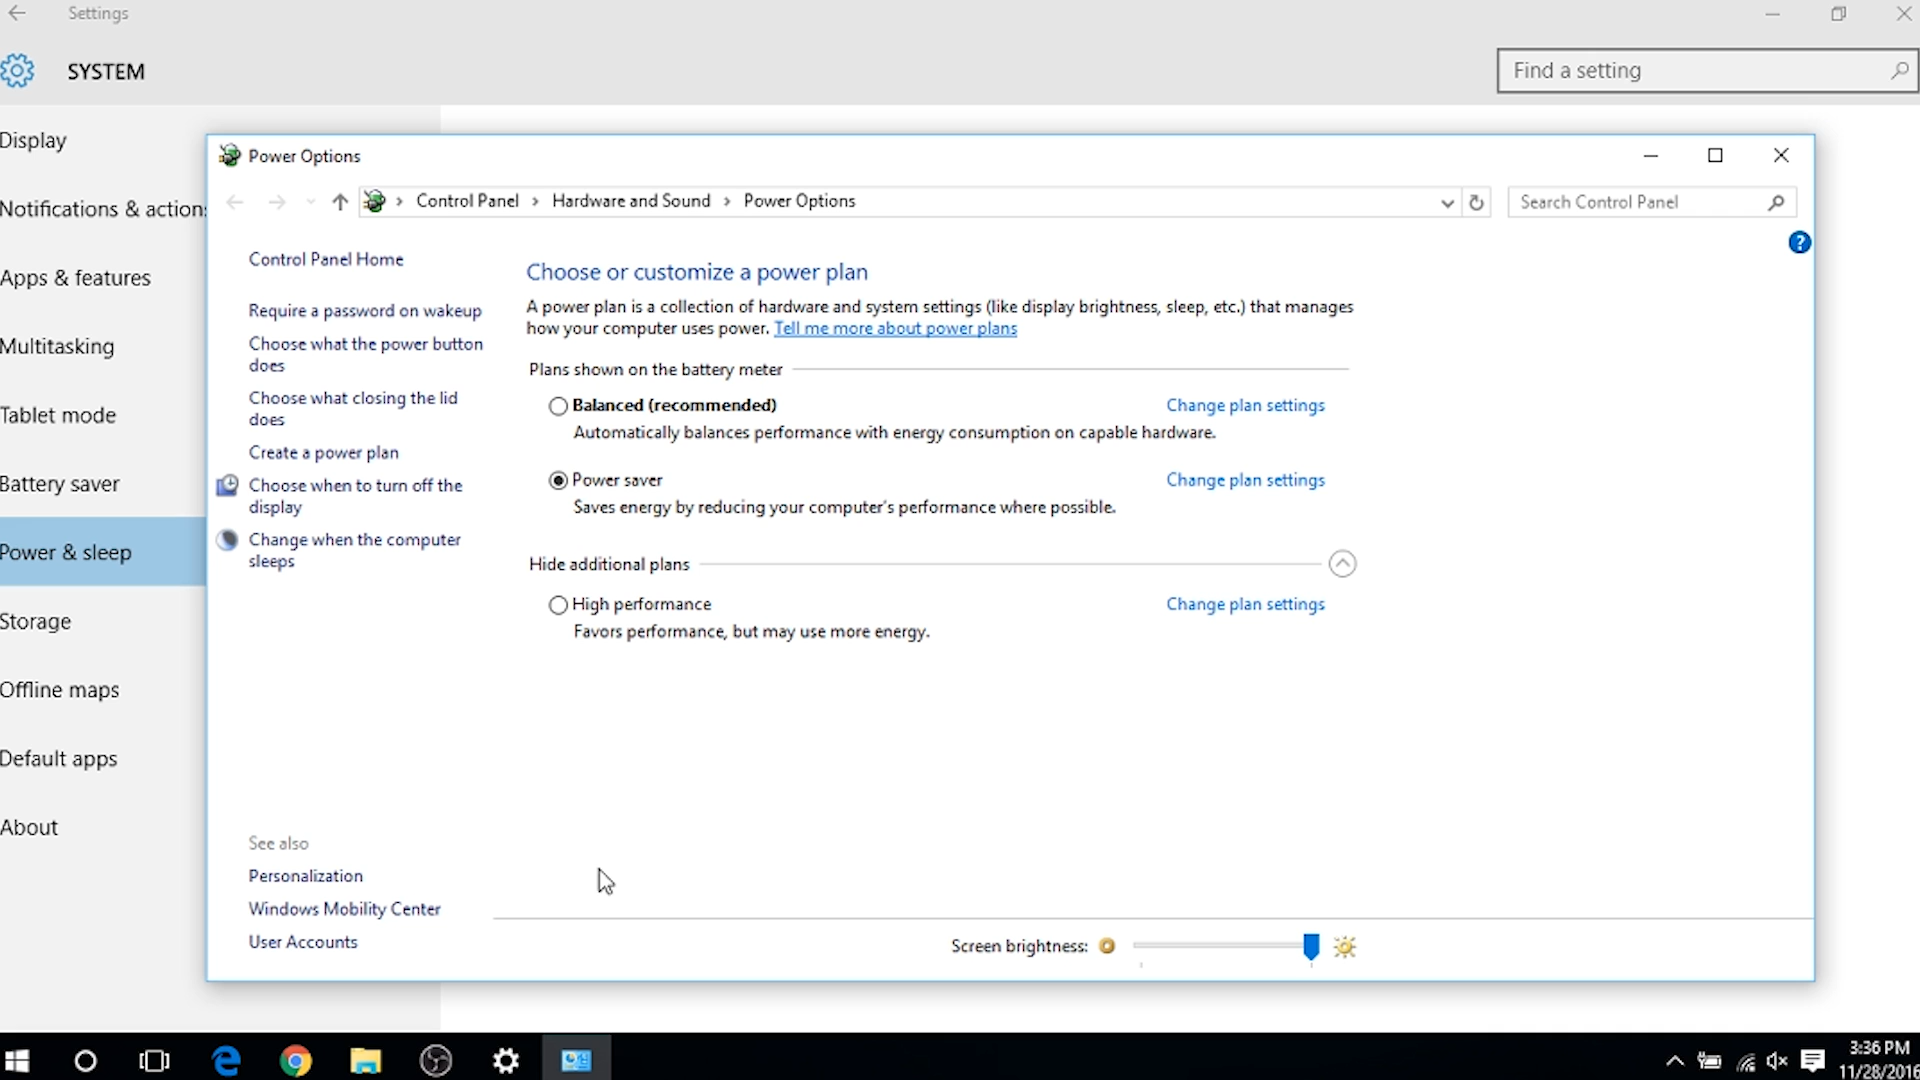 Settings
SYSTEM
Find a setting
Display
Notifications & action
Apps & features
Multitasking
Tablet mode
Battery saver
Power & sleep
Storage
Offline maps
Default apps
About
Power Options
Control Panel > Hardware and Sound > Power Options
Search Control Panel
?
Control Panel Home
Require a password on wakeup
Choose what the power button
does
Choose what closing the lid
does
Create a power plan
Choose when to turn off the
display
Change when the computer
sleeps
See also
Personalization
Windows Mobility Center
User Accounts
Choose or customize a power plan
A power plan is a collection of hardware and system settings (like display brightness, sleep, etc.) that manages
how your computer uses power. Tell me more about power plans
Plans shown on the battery meter
Balanced (recommended) Change plan settings
Automatically balances performance with energy consumption on capable hardware.
Power saver Change plan settings
Saves energy by reducing your computer's performance where possible.
Hide additional plans
High performance Change plan settings
Favors performance, but may use more energy.
Screen brightness:
3:36 PM
11/28/2016